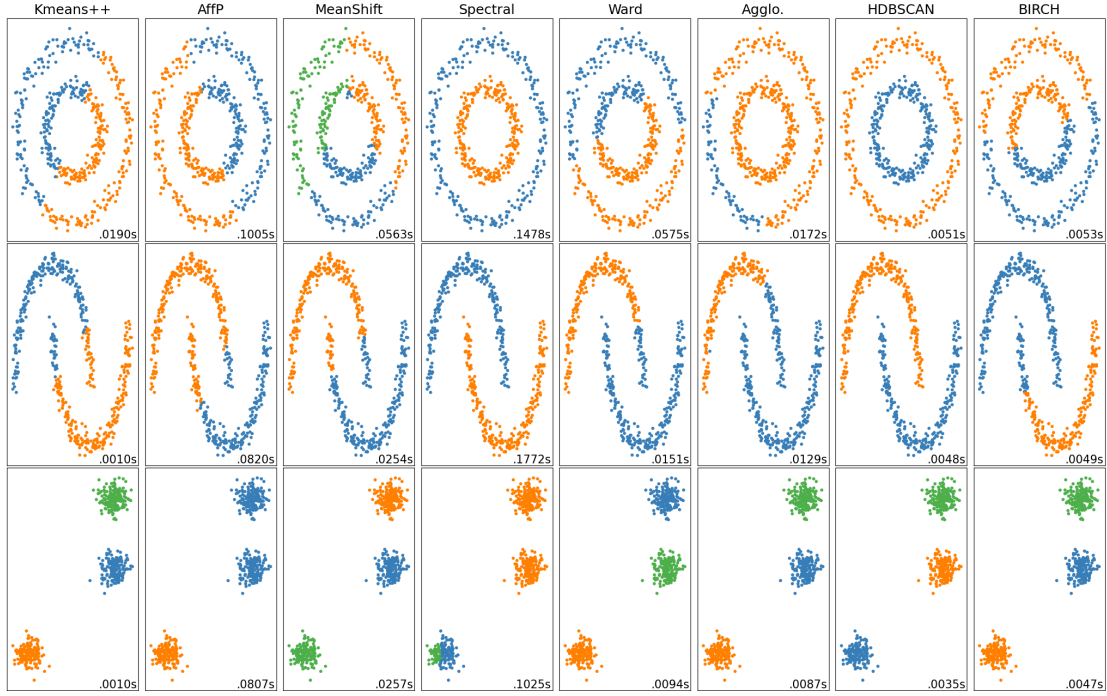 Kmeans++ AffP MeanShift Spectral Ward Agglo. HDBSCAN BIRCH
.0190s .1005s .0563s .1478s .0575s .0172s .0051s .0053s
.0010s .0820s .0254s .1772s .0151s .0129s .0048s .0049s
.0010s .0807s .0257s .1025s .0094s .0087s .0035s .0047s